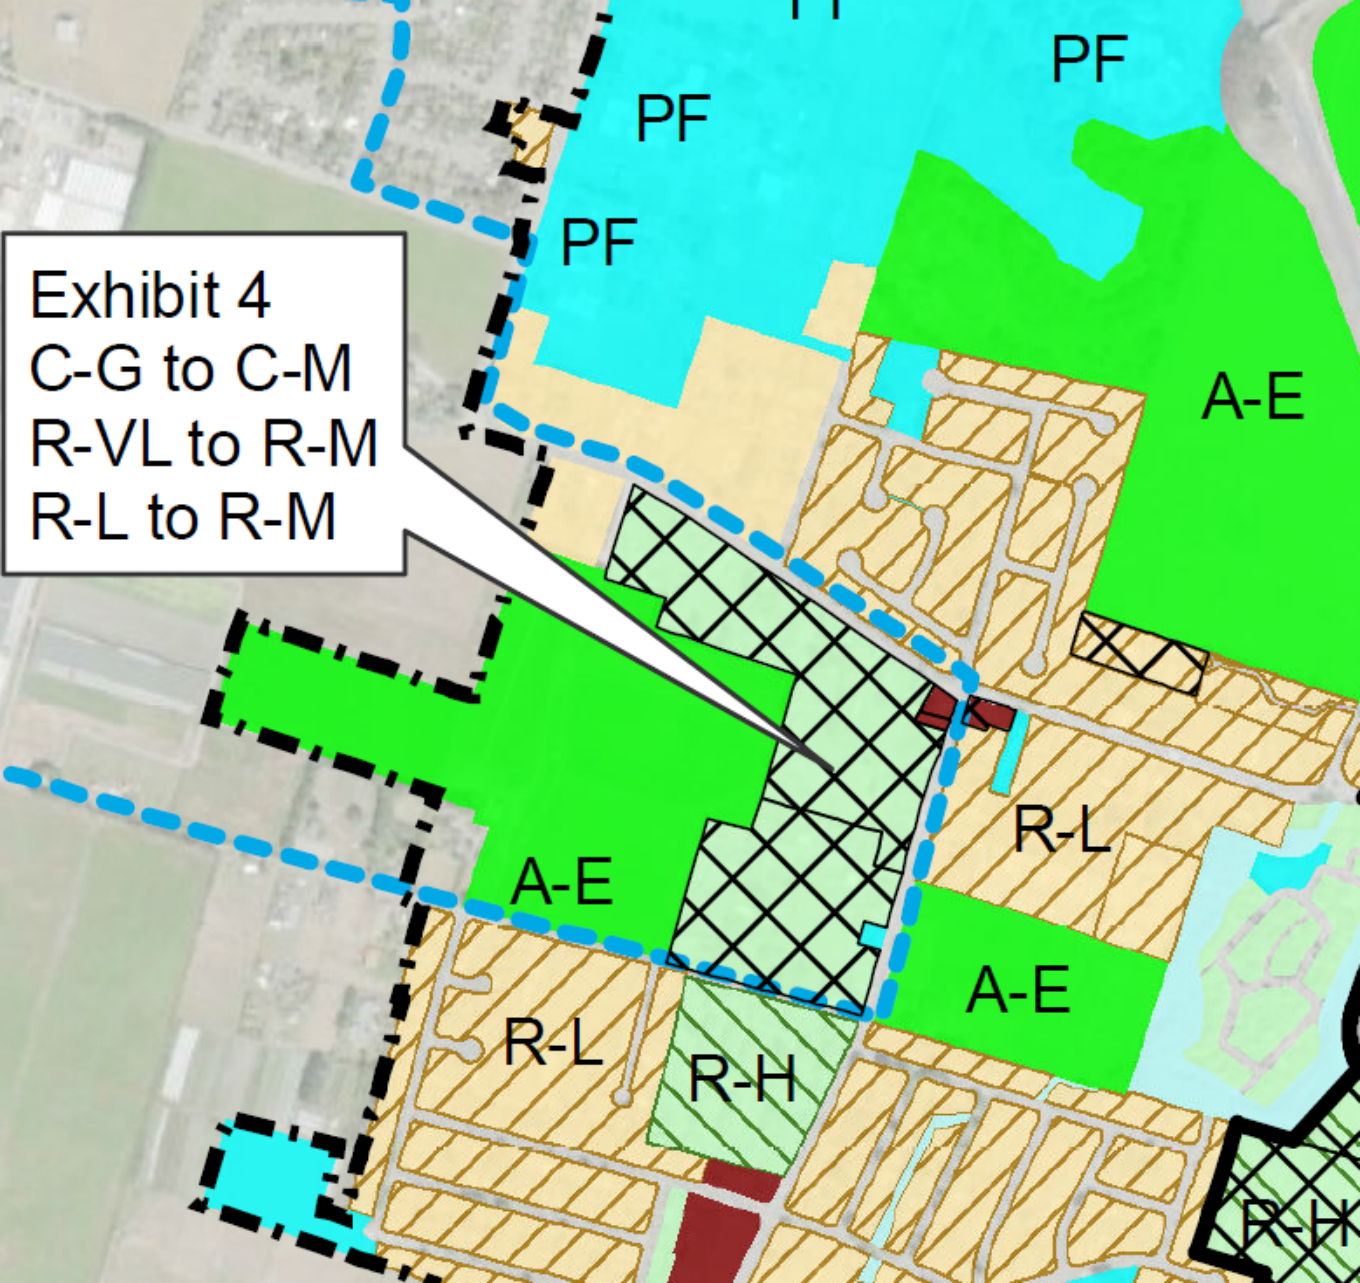 PF
PF
PF
Exhibit 4
C-G to C-M
R-VL to R-M
R-L to R-M
A-E
R-L
A-E
A-E
R-L
R-H
R-H